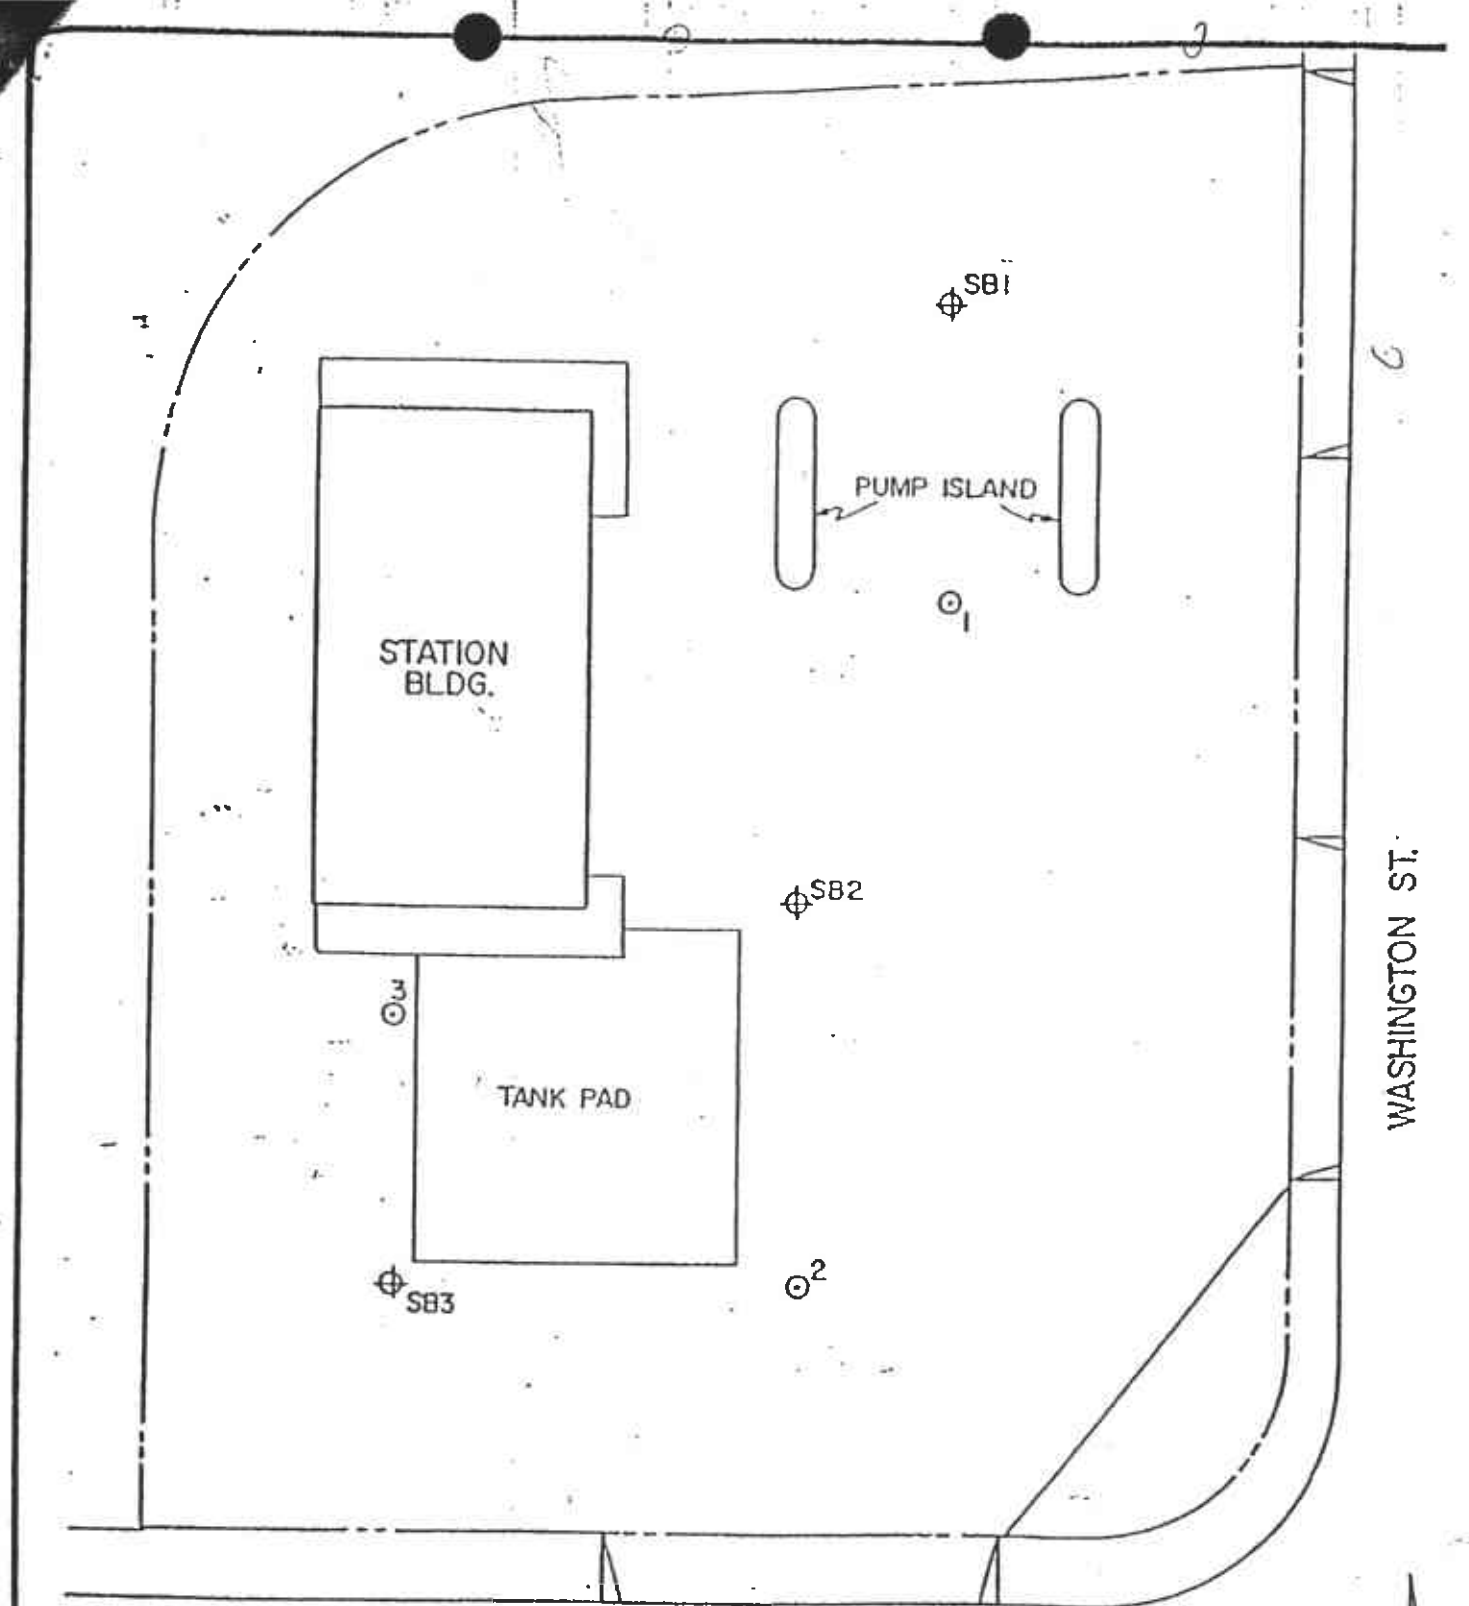 SB1
PUMP ISLAND
1
STATION
BLDG.
SB2
WASHINGTON ST.
3
TANK PAD
2
SB3